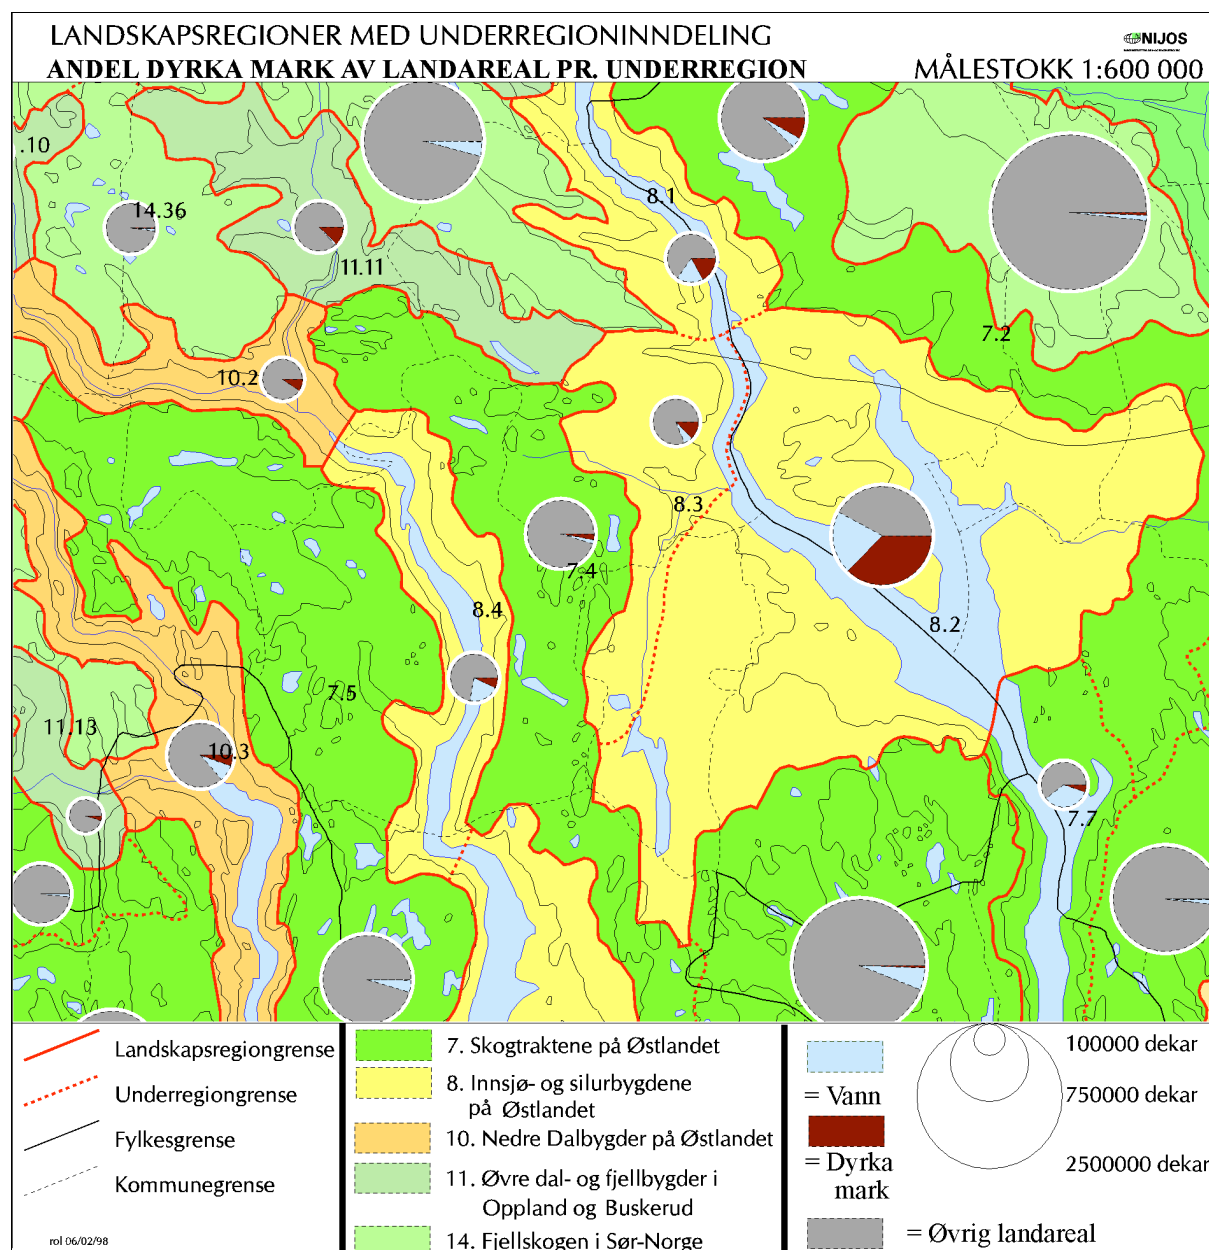 LANDSKAPSREGIONER MED UNDERREGIONINNDELING
NIJOS
ANDEL DYRKA MARK AV LANDAREAL PR. UNDERREGION
MÅLESTOKK 1:600 000
.10
14.36
11.11
8.1
7.2
10.2
8.3
7.4
8.4
8.2
7.5
11.13
10.3
7.7
Landskapsregiongrense
Underregiongrense
Fylkesgrense
Kommunegrense
rol 06/02/98
7. Skogtraktene på Østlandet
8. Innsjø- og silurbygdene
på Østlandet
10. Nedre Dalbygder på Østlandet
11. Øvre dal- og fjellbygder i
Oppland og Buskerud
14. Fjellskogen i Sør-Norge
= Vann
= Dyrka
mark
= Øvrig landareal
100000 dekar
750000 dekar
2500000 dekar